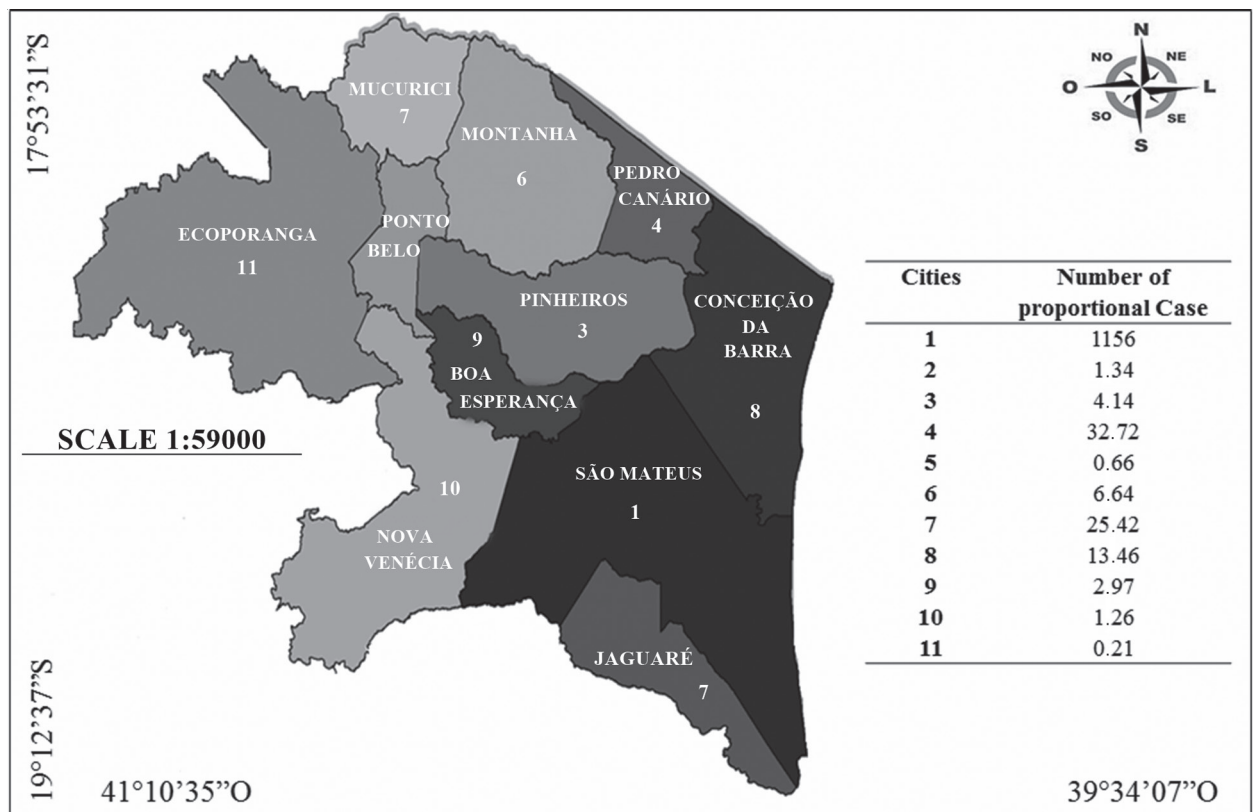 17°53'31”S
N
NO NE
O L
SO SE
S
MUCURICI
7
MONTANHA
6
PEDRO
CANÁRIO
4
ECOPORANGA
11
PONTO
BELO
PINHEIROS
3
CONCEIÇÃO
DA
BARRA
8
9
BOA
ESPERANÇA
SCALE 1:59000
SÃO MATEUS
1
10
NOVA
VENÉCIA
JAGUARÉ
7
Cities Number of
proportional Case
1 1156
2 1.34
3 4.14
4 32.72
5 0.66
6 6.64
7 25.42
8 13.46
9 2.97
10 1.26
11 0.21
19°12'37”S
41°10’35”O 39°34’07”O